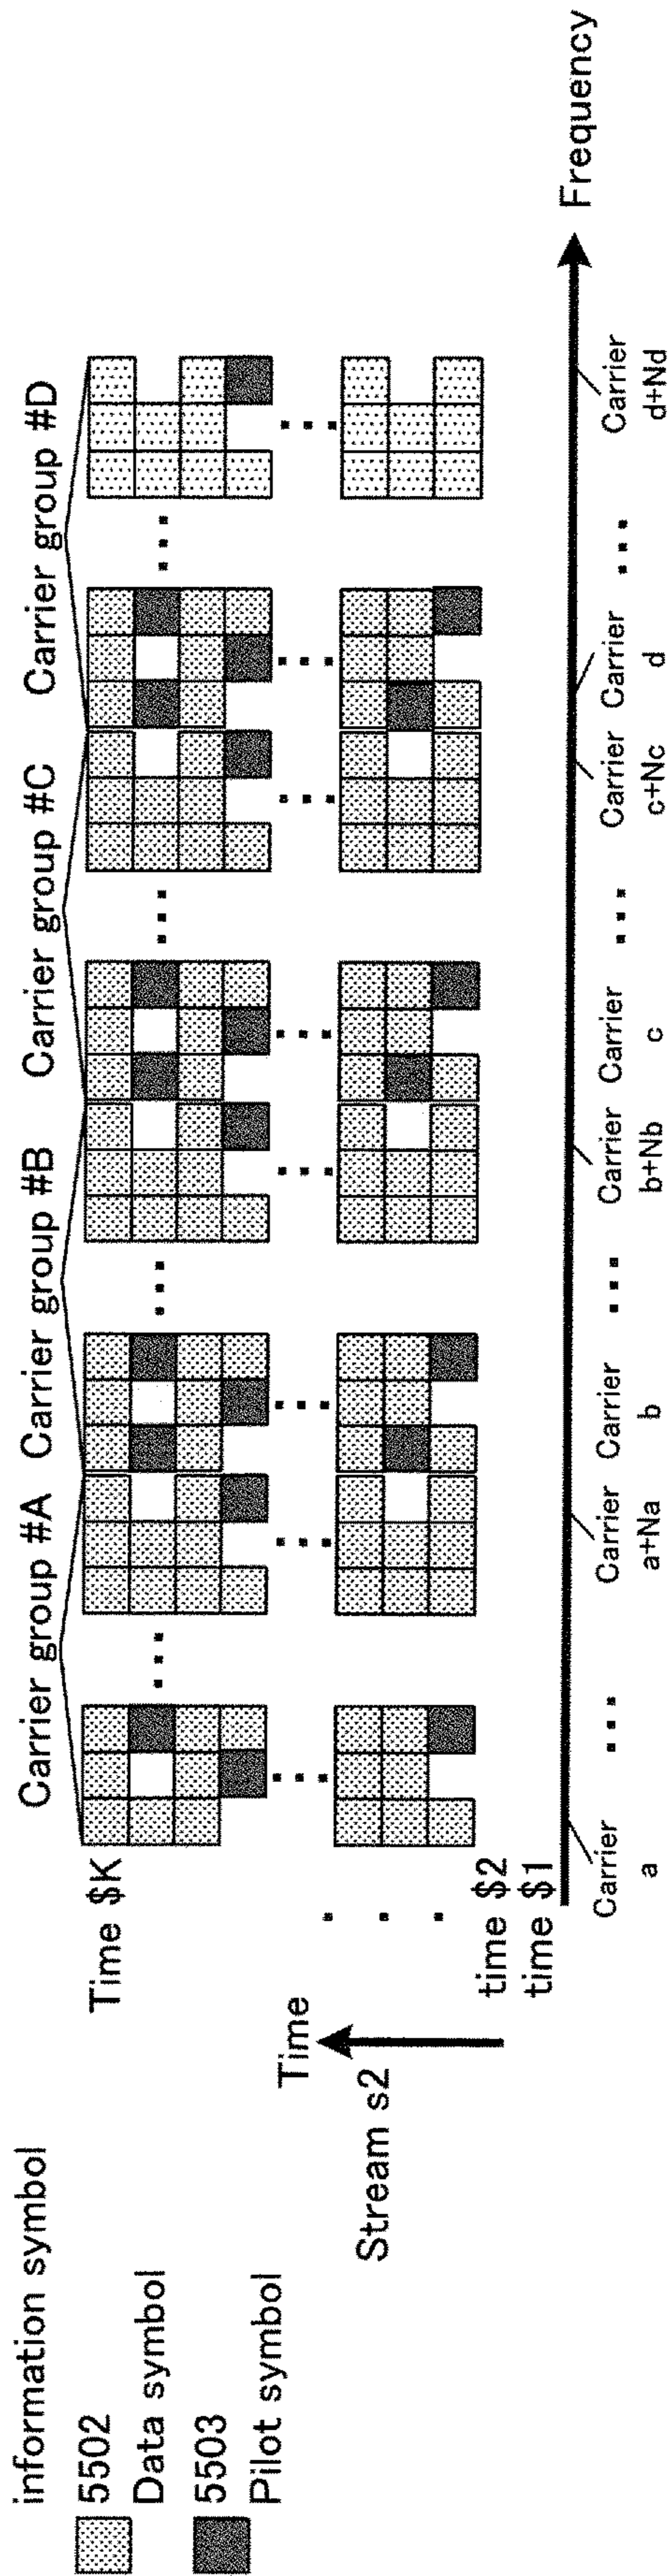 information symbol
5502
Data symbol
5503
Pilot symbol
Carrier group #A
Carrier group #B
Carrier group #C
Carrier group #D
Time $K
Time
Stream s2
time $2
time $1
Carrier
a
Carrier
a+Na
Carrier
b
Carrier
b+Nb
Carrier
c
Carrier
c+Nc
Carrier
d
Carrier
d+Nd
Frequency